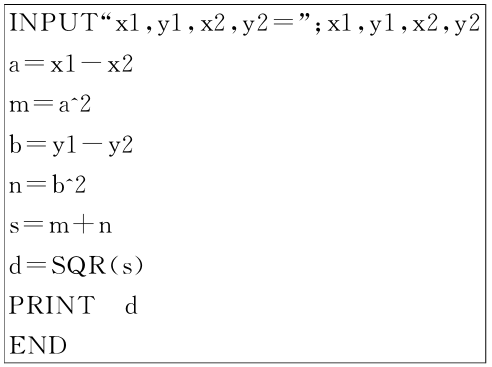 INPUT“x1,y1,x2,y2=”;x1,y1,x2,y2
a=x1-x2
m=a^2
b=y1-y2
n=b^2
s=m+n
d=SQR(s)
PRINT d
END